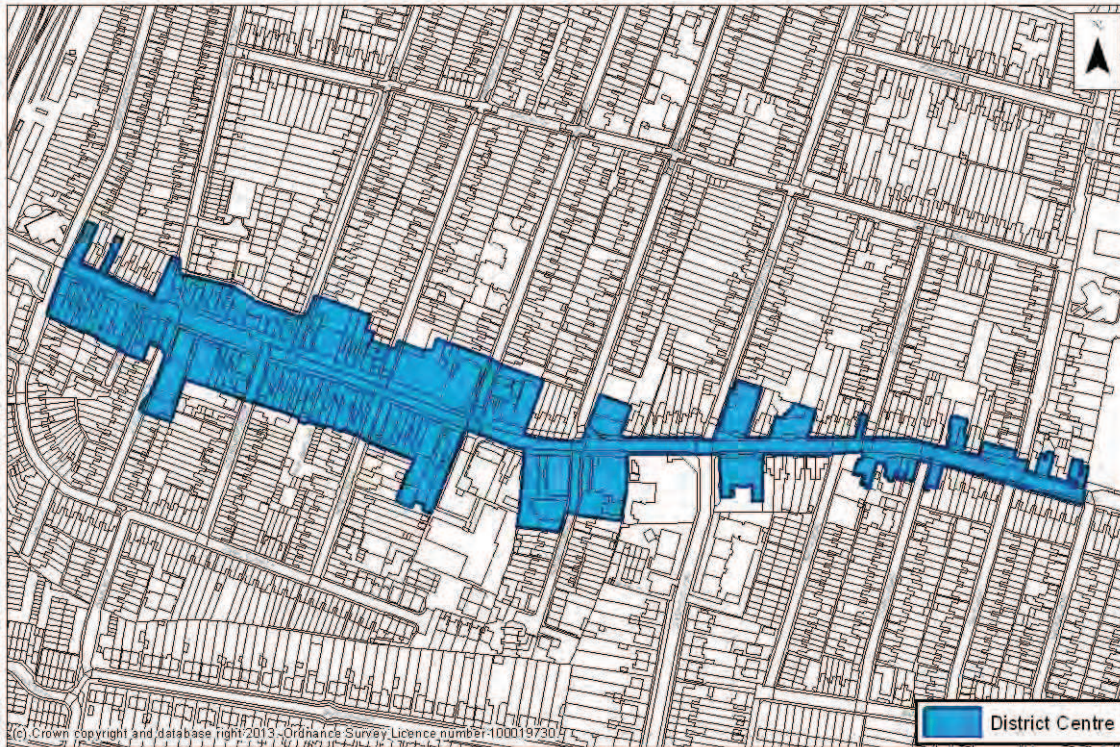 N
District Centre
(c) Crown copyright and database right 2013. Ordnance Survey Licence number 100019730